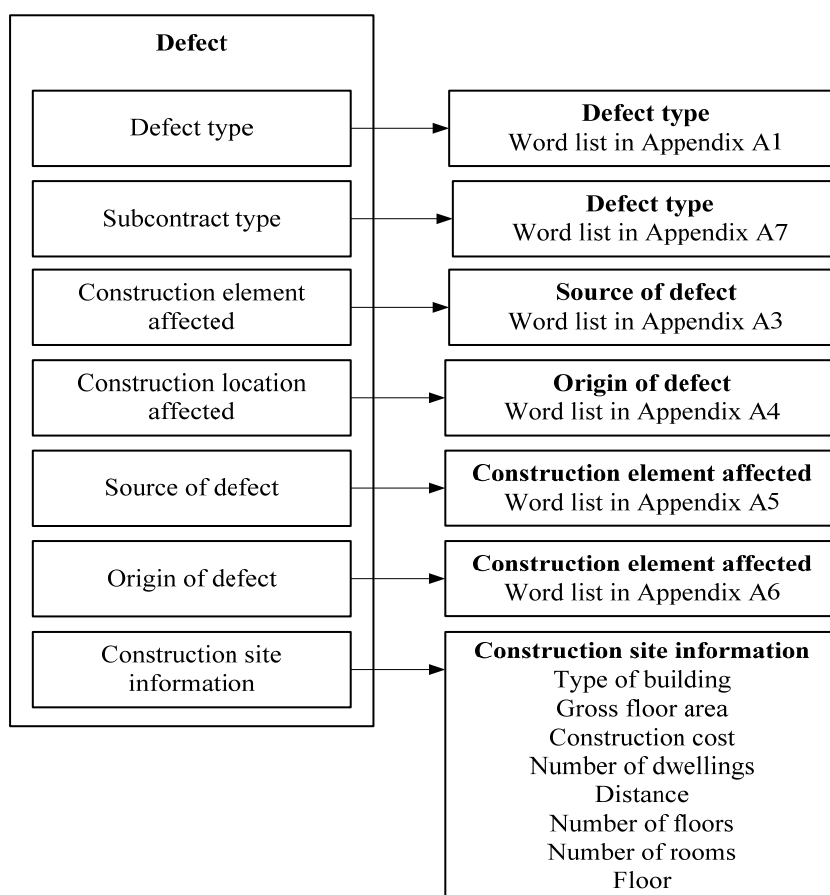 Defect
Defect type
Defect type
Word list in Appendix A1
Subcontract type
Defect type
Word list in Appendix A7
Construction element
affected
Source of defect
Word list in Appendix A3
Construction location
affected
Origin of defect
Word list in Appendix A4
Source of defect
Construction element affected
Word list in Appendix A5
Origin of defect
Construction element affected
Word list in Appendix A6
Construction site
information
Construction site information
Type of building
Gross floor area
Construction cost
Number of dwellings
Distance
Number of floors
Number of rooms
Floor